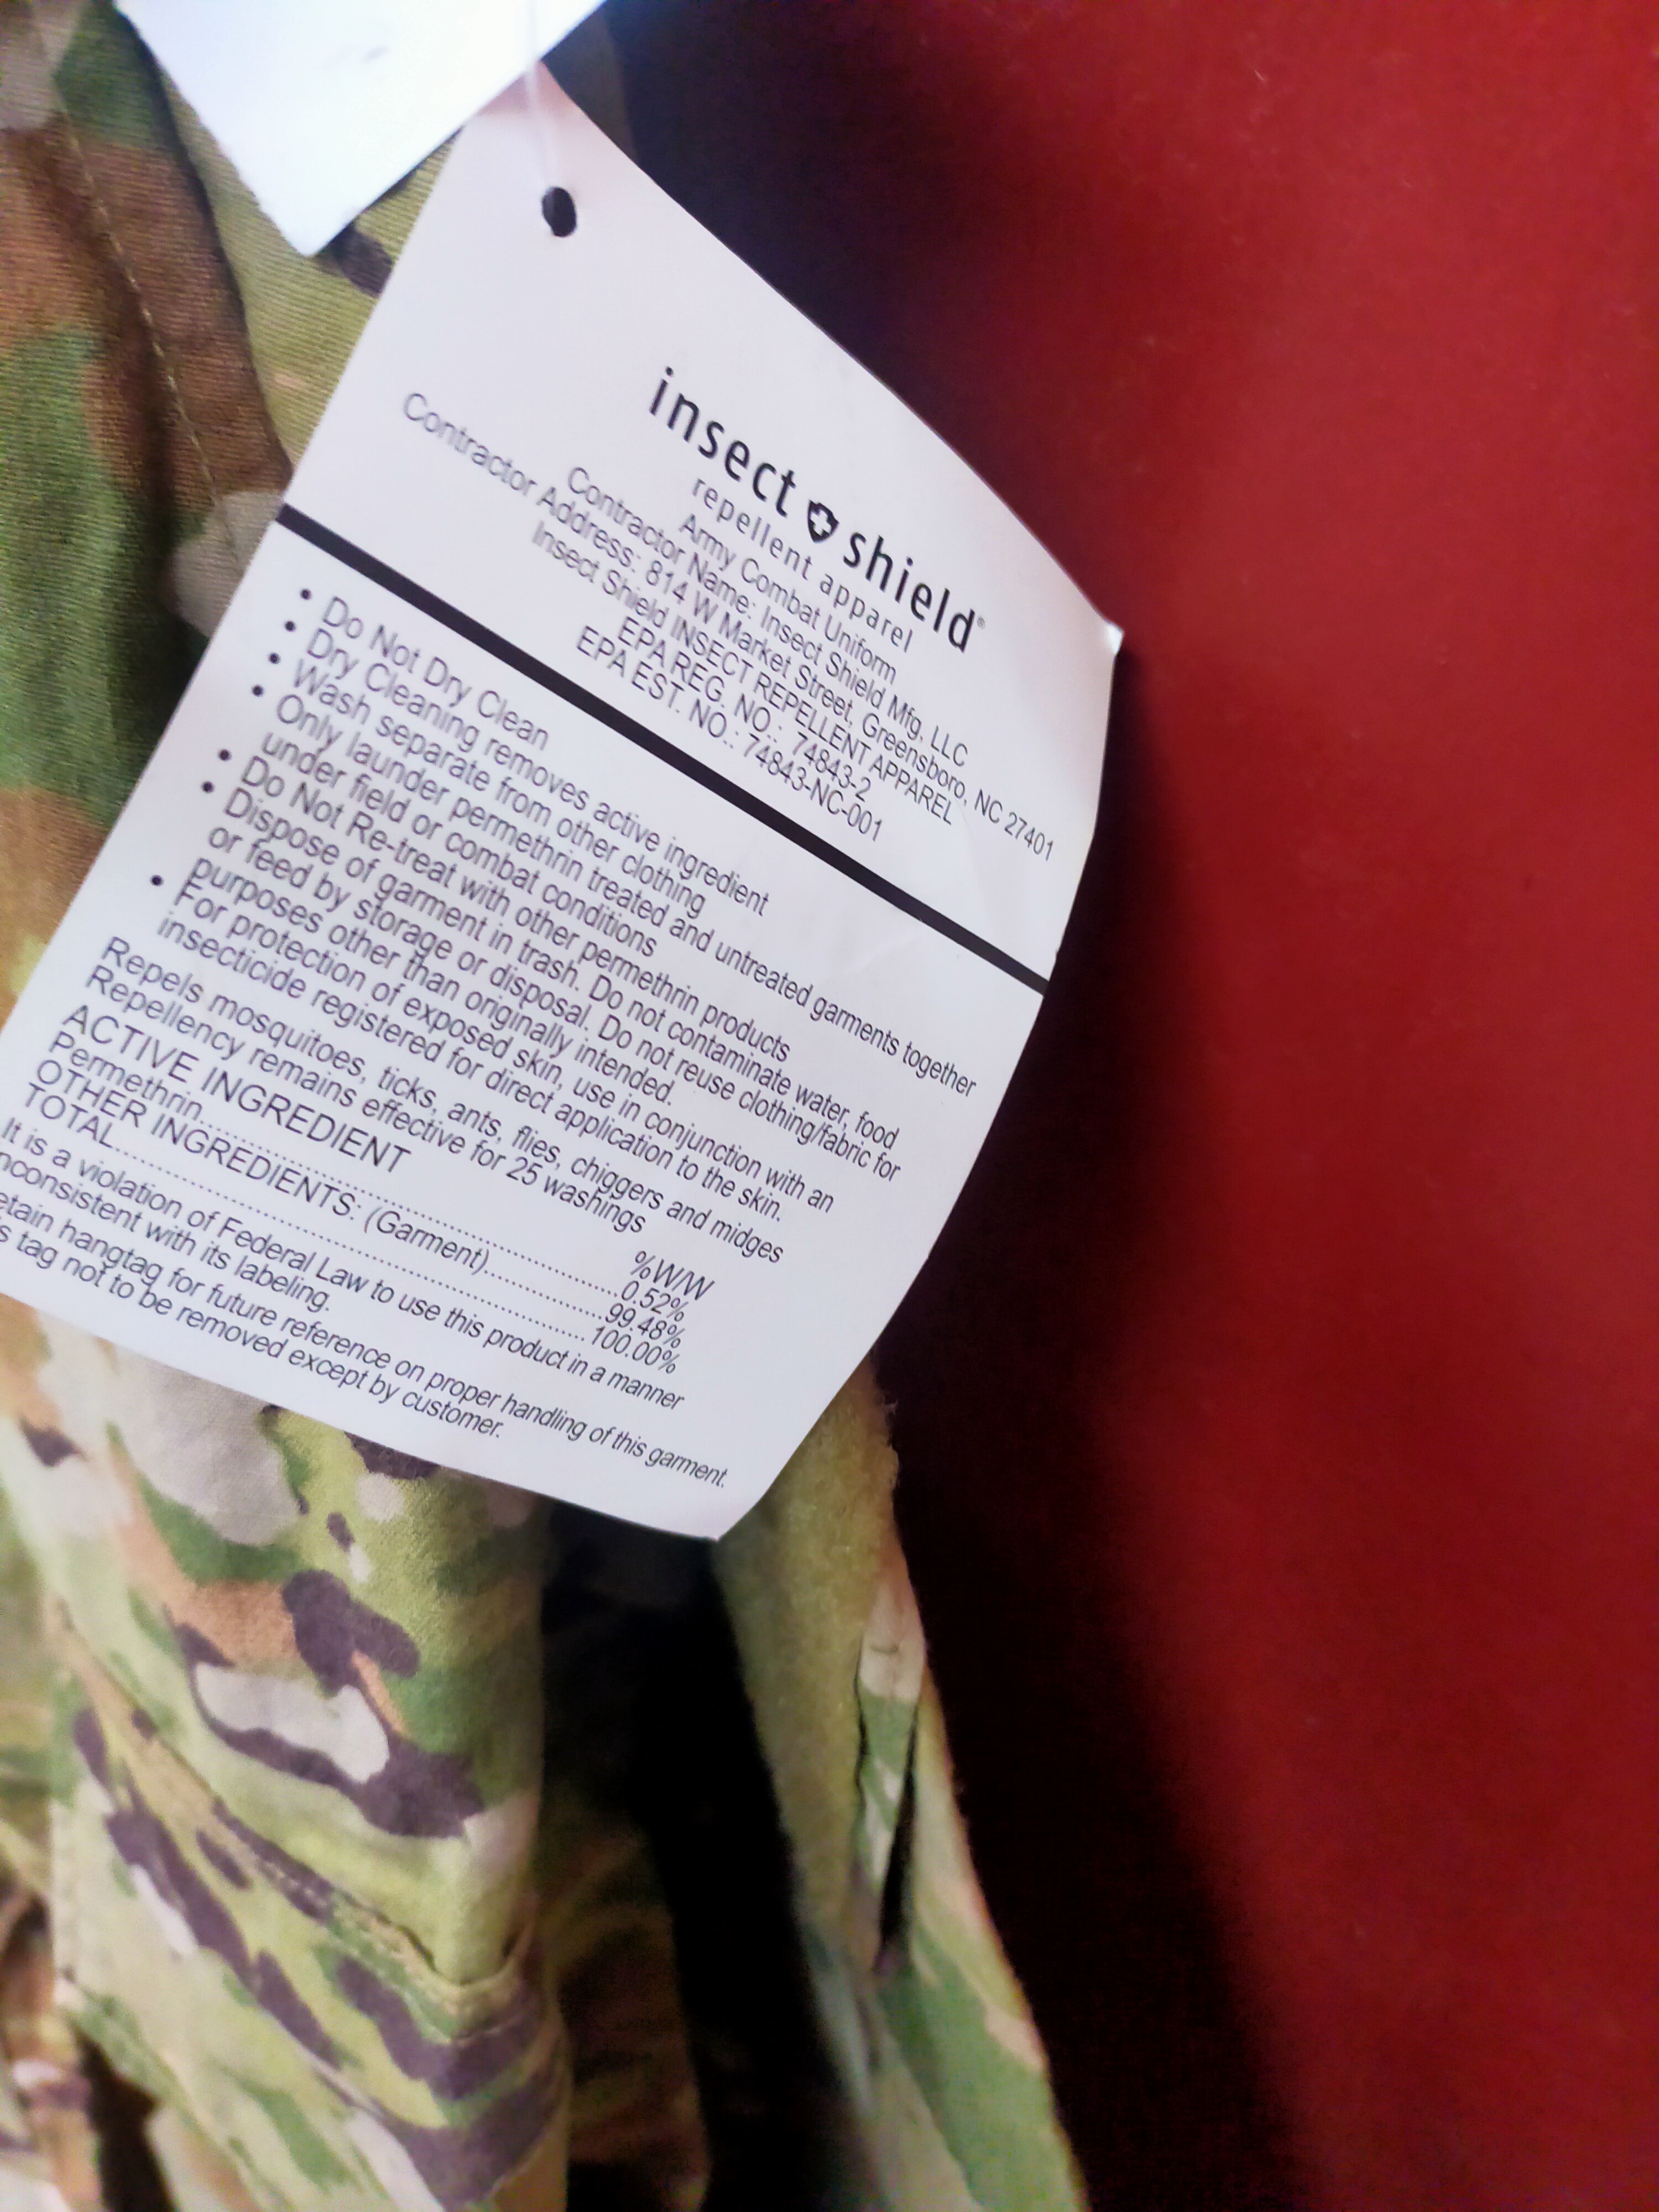 insect shield®
repellent apparel
Army Combat Uniform
Contractor Name: Insect Shield Mfg, LLC
Contractor Address: 814 W Market Street, Greensboro, NC 27401
Insect Shield INSECT REPELLENT APPAREL
EPA REG. NO.: 74843-2
EPA EST. NO.: 74843-NC-001
• Do Not Dry Clean
• Dry Cleaning removes active ingredient
• Wash separate from other clothing
• Only launder permethrin treated and untreated garments together
under field or combat conditions
• Do Not Re-treat with other permethrin products
• Dispose of garment in trash. Do not contaminate water, food
or feed by storage or disposal. Do not reuse clothing/fabric for
purposes other than originally intended.
• For protection of exposed skin, use in conjunction with an
insecticide registered for direct application to the skin.
Repels mosquitoes, ticks, ants, flies, chiggers and midges
Repellency remains effective for 25 washings
ACTIVE INGREDIENT %W/W
Permethrin..........................................................0.52%
OTHER INGREDIENTS: (Garment)................99.48%
TOTAL...............................................................100.00%
It is a violation of Federal Law to use this product in a manner
nconsistent with its labeling.
etain hangtag for future reference on proper handling of this garment.
s tag not to be removed except by customer.